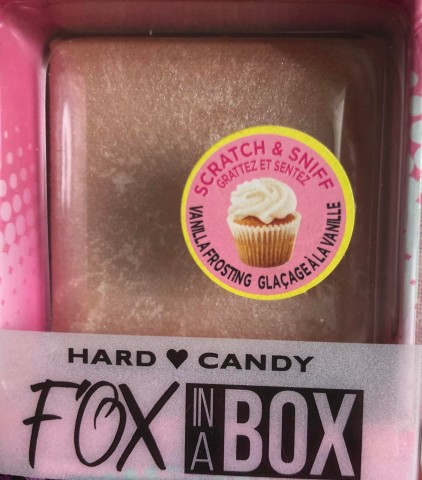 SCRATCH & SNIFF
GRATTEZ ET SENTEZ
VANILLA FROSTING GLAÇAGE À LA VANILLE
HARD ♥ CANDY
FOX IN A BOX